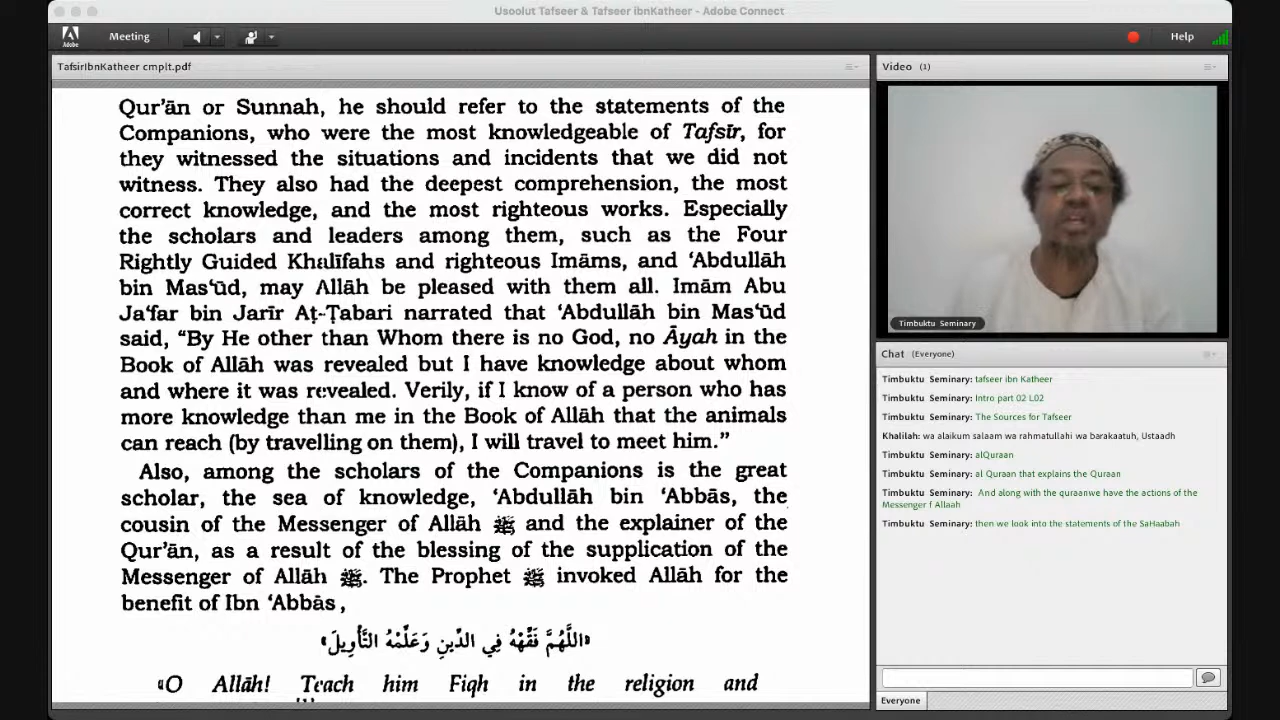 Usoolut Tafseer & Tafseer ibnKatheer - Adobe Connect
Adobe
Meeting
Help
TafsirIbnKatheer cmplt.pdf
Qur'ān or Sunnah, he should refer to the statements of the
Companions, who were the most knowledgeable of Tafsīr, for
they witnessed the situations and incidents that we did not
witness. They also had the deepest comprehension, the most
correct knowledge, and the most righteous works. Especially
the scholars and leaders among them, such as the Four
Rightly Guided Khalīfahs and righteous Imāms, and ‘Abdullāh
bin Mas‘ūd, may Allāh be pleased with them all. Imām Abu
Ja‘far bin Jarīr Aṭ-Ṭabari narrated that ‘Abdullāh bin Mas‘ūd
said, “By He other than Whom there is no God, no Āyah in the
Book of Allāh was revealed but I have knowledge about whom
and where it was revealed. Verily, if I know of a person who has
more knowledge than me in the Book of Allāh that the animals
can reach (by travelling on them), I will travel to meet him.”
Also, among the scholars of the Companions is the great
scholar, the sea of knowledge, ‘Abdullāh bin ‘Abbās, the
cousin of the Messenger of Allāh ﷺ and the explainer of the
Qur’ān, as a result of the blessing of the supplication of the
Messenger of Allāh ﷺ. The Prophet ﷺ invoked Allāh for the
benefit of Ibn ‘Abbās,
«اللَّهُمَّ فَقِّهْهُ فِي الدِّينِ وَعَلِّمْهُ التَّأْوِيلَ»
«O Allāh! Teach him Fiqh in the religion and
Video (1)
Timbuktu Seminary
Chat (Everyone)
Timbuktu Seminary: tafseer ibn Katheer
Timbuktu Seminary: Intro part 02 L02
Timbuktu Seminary: The Sources for Tafseer
Khalilah: wa alaikum salaam wa rahmatullahi wa barakaatuh, Ustaadh
Timbuktu Seminary: alQuraan
Timbuktu Seminary: al Quraan that explains the Quraan
Timbuktu Seminary: And along with the quraanwe have the actions of the
Messenger f Allaah
Timbuktu Seminary: then we look into the statements of the SaHaabah
Everyone